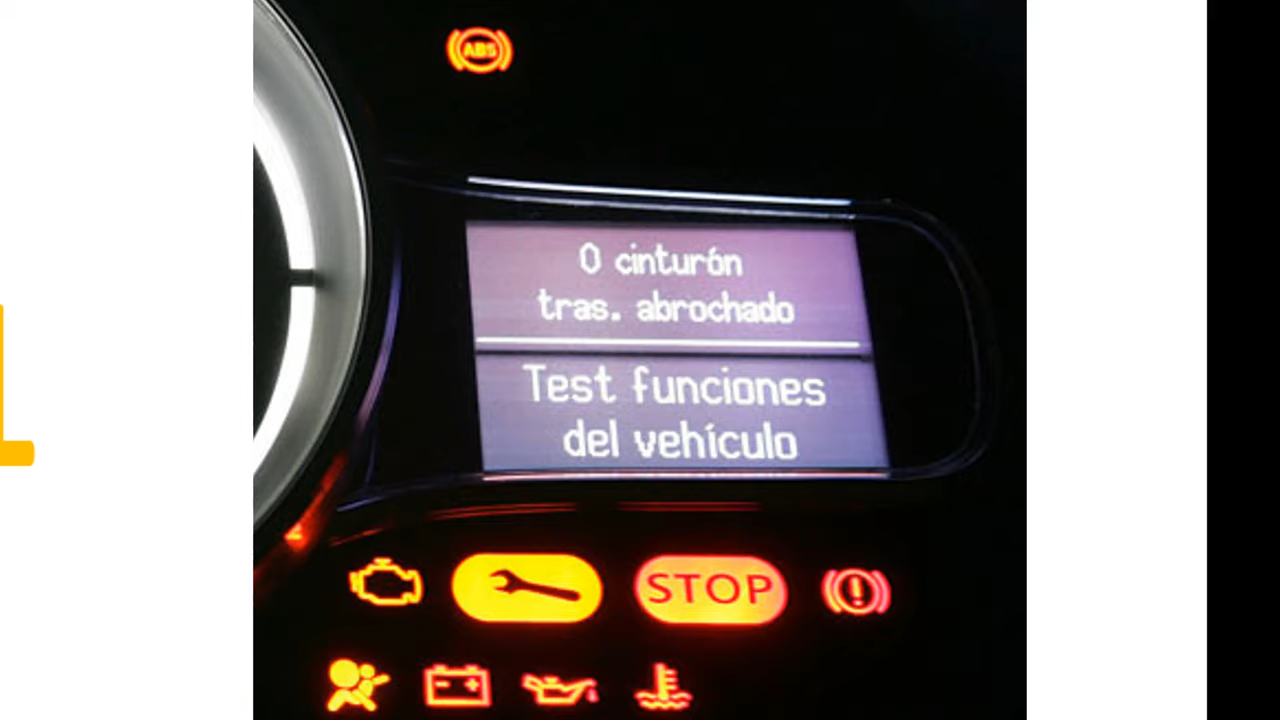 ABS
0 cinturón
tras. abrochado
Test funciones
del vehículo
STOP